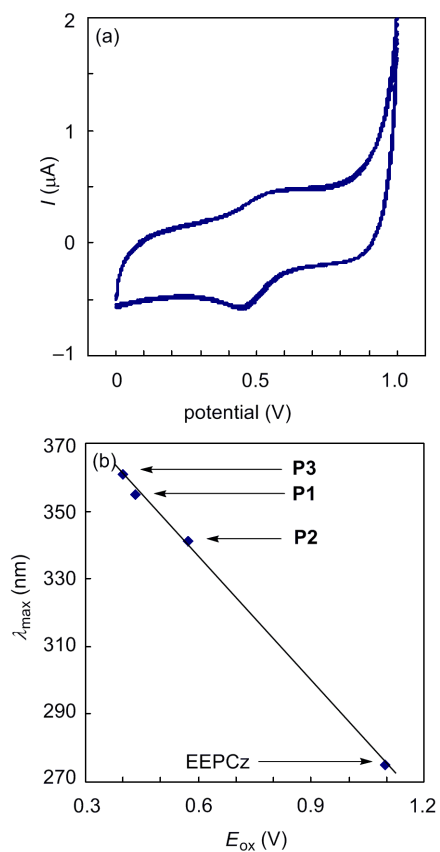 (a)
2
1
0
–1
I (μA)
0 0.5 1.0
potential (V)
(b)
370
350
330
310
290
270
λmax (nm)
P3
P1
P2
EEPCz
0.3 0.6 0.9 1.2
Eox (V)